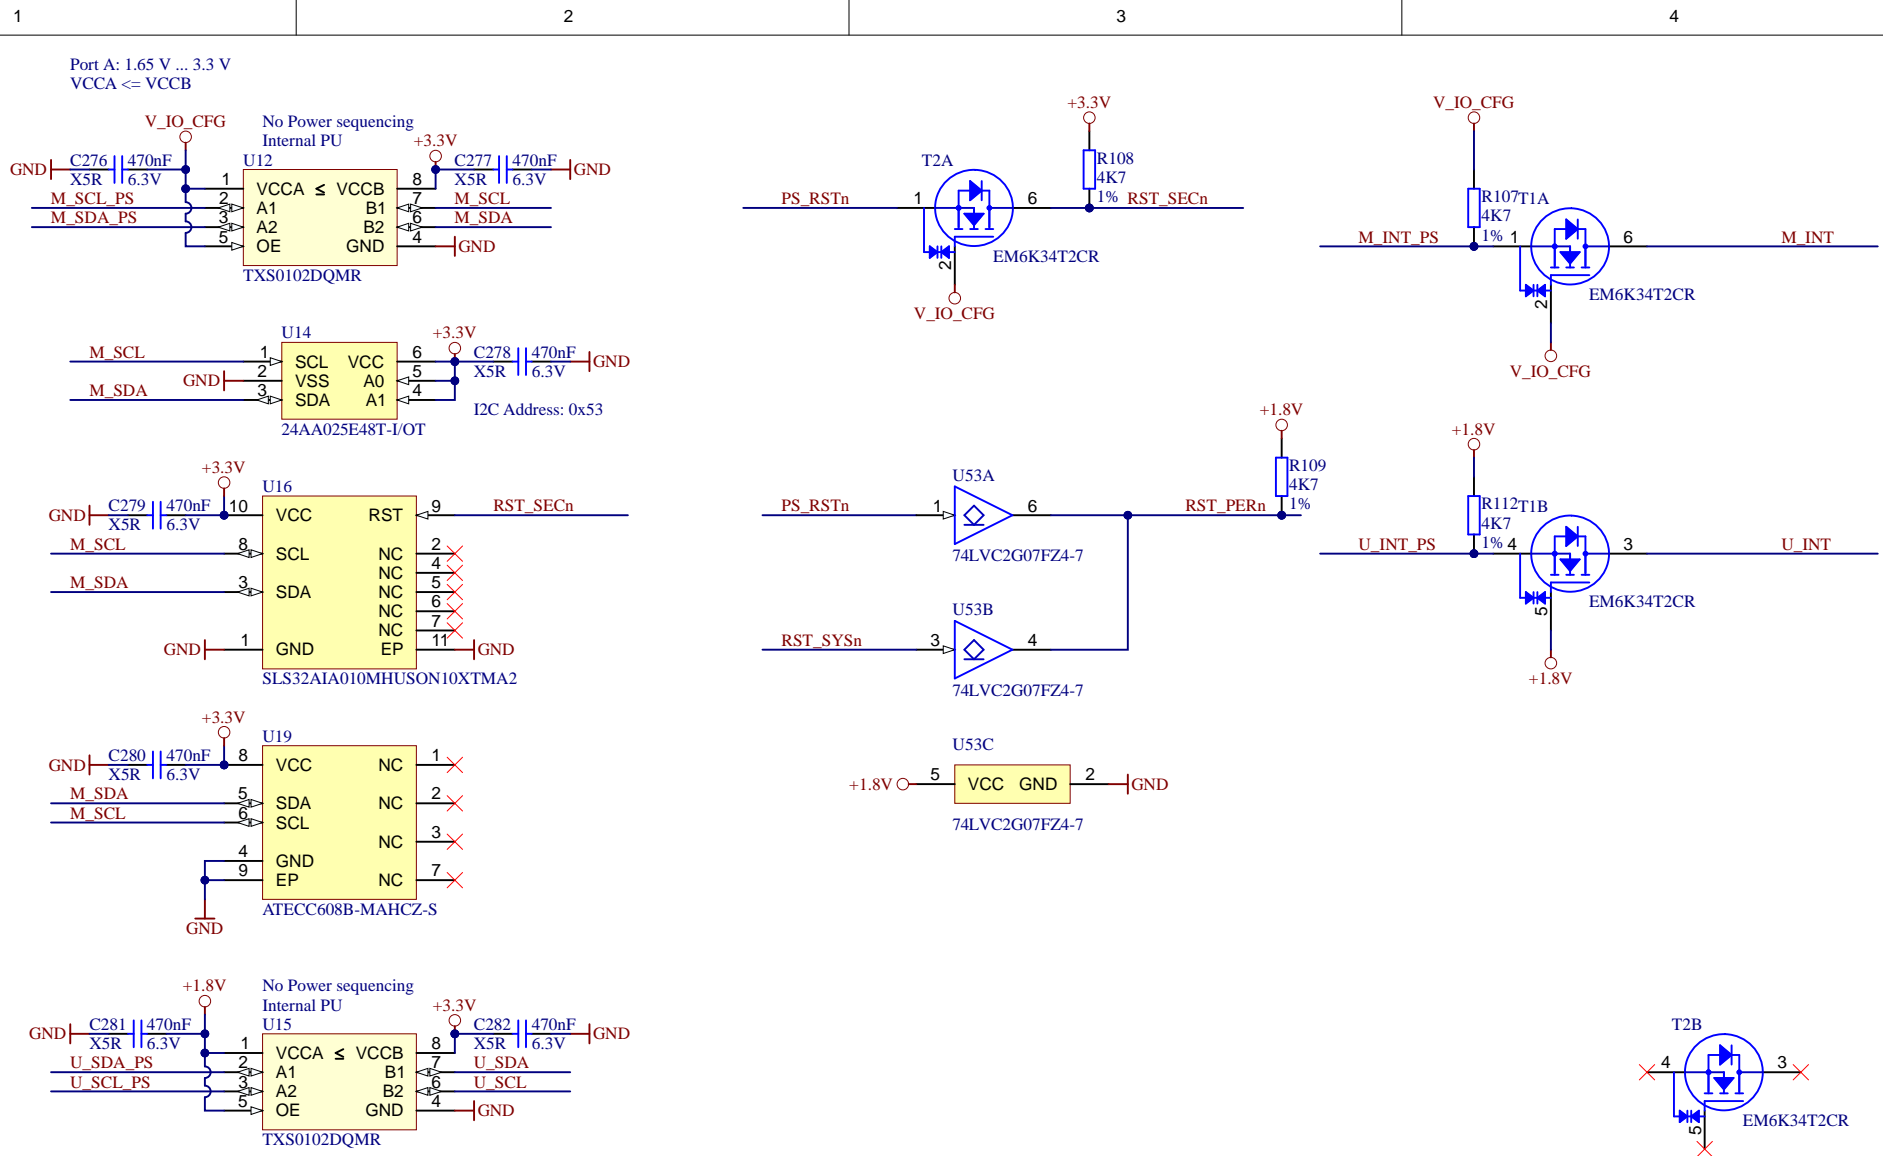 1 2 3 4
Port A: 1.65 V ... 3.3 V
VCCA <= VCCB
V_IO_CFG
No Power sequencing
Internal PU
+3.3V
U12
GND
C276
470nF
X5R
6.3V
C277
470nF
X5R
6.3V
GND
1 VCCA ≤ VCCB 8
M_SCL_PS 2 A1 B1 7 M_SCL
M_SDA_PS 3 A2 B2 6 M_SDA
5 OE GND 4 GND
TXS0102DQMR
U14
+3.3V
C278
470nF
X5R
6.3V
GND
M_SCL 1 SCL VCC 6
GND 2 VSS A0 5
M_SDA 3 SDA A1 4
I2C Address: 0x53
24AA025E48T-I/OT
+3.3V
U16
GND
C279
470nF
X5R
6.3V
10 VCC RST 9 RST_SECn
M_SCL 8 SCL NC 2
NC 4
M_SDA 3 SDA NC 5
NC 6
NC 7
GND 1 GND EP 11 GND
SLS32AIA010MHUSON10XTMA2
+3.3V
U19
GND
C280
470nF
X5R
6.3V
8 VCC NC 1
M_SDA 5 SDA NC 2
M_SCL 6 SCL
NC 3
4 GND
9 EP NC 7
GND
ATECC608B-MAHCZ-S
+1.8V
No Power sequencing
Internal PU
+3.3V
U15
GND
C281
470nF
X5R
6.3V
C282
470nF
X5R
6.3V
GND
1 VCCA ≤ VCCB 8
U_SDA_PS 2 A1 B1 7 U_SDA
U_SCL_PS 3 A2 B2 6 U_SCL
5 OE GND 4 GND
TXS0102DQMR
+3.3V
T2A
R108
4K7
1%
PS_RSTn 1 6 RST_SECn
2
EM6K34T2CR
V_IO_CFG
+1.8V
U53A
R109
4K7
1%
PS_RSTn 1 6 RST_PERn
74LVC2G07FZ4-7
U53B
RST_SYSn 3 4
74LVC2G07FZ4-7
U53C
+1.8V 5 VCC GND 2 GND
74LVC2G07FZ4-7
V_IO_CFG
R107
4K7
1%
T1A
M_INT_PS 1 6 M_INT
2
EM6K34T2CR
V_IO_CFG
+1.8V
R112
4K7
1%
T1B
U_INT_PS 4 3 U_INT
5
EM6K34T2CR
+1.8V
T2B
4 3
5
EM6K34T2CR